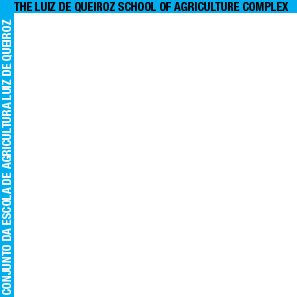 THE LUIZ DE QUEIROZ SCHOOL OF AGRICULTURE COMPLEX
CONJUNTO DA ESCOLA DE AGRICULTURA LUIZ DE QUEIROZ